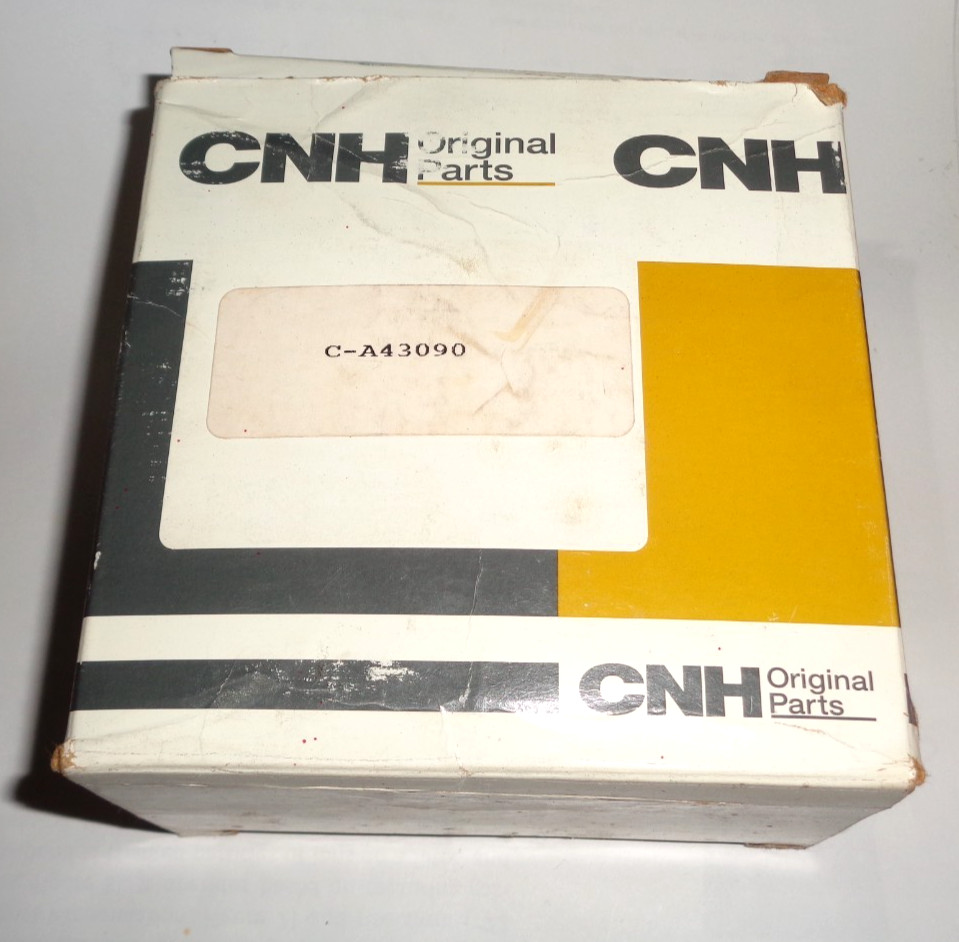 CNH Original
Parts
CNH
C-A43090
CNH Original
Parts